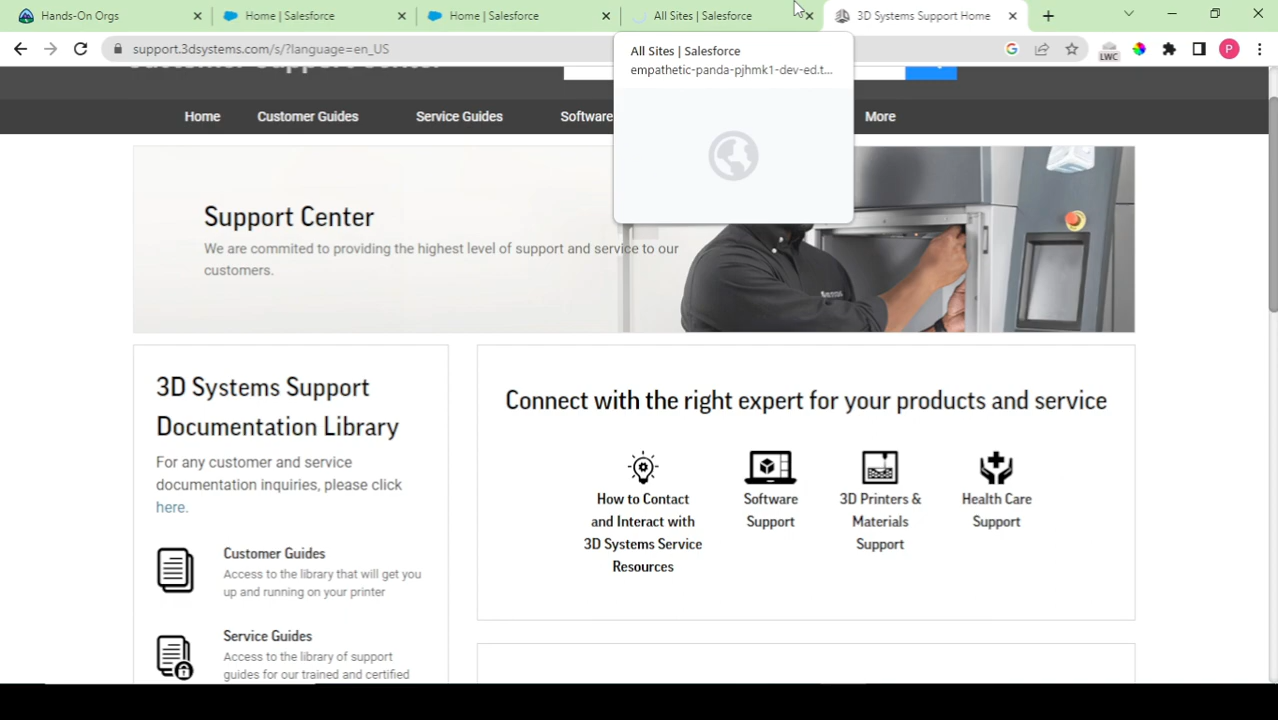 Hands-On Orgs
Home | Salesforce
Home | Salesforce
All Sites | Salesforce
3D Systems Support Home
support.3dsystems.com/s/?language=en_US
LWC
P
All Sites | Salesforce
empathetic-panda-pjhmk1-dev-ed.t...
Home
Customer Guides
Service Guides
Software
More
Support Center
We are commited to providing the highest level of support and service to our
customers.
3D Systems Support
Documentation Library
For any customer and service
documentation inquiries, please click
here.
Customer Guides
Access to the library that will get you
up and running on your printer
Service Guides
Access to the library of support
guides for our trained and certified
Connect with the right expert for your products and service
How to Contact
and Interact with
3D Systems Service
Resources
Software
Support
3D Printers &
Materials
Support
Health Care
Support